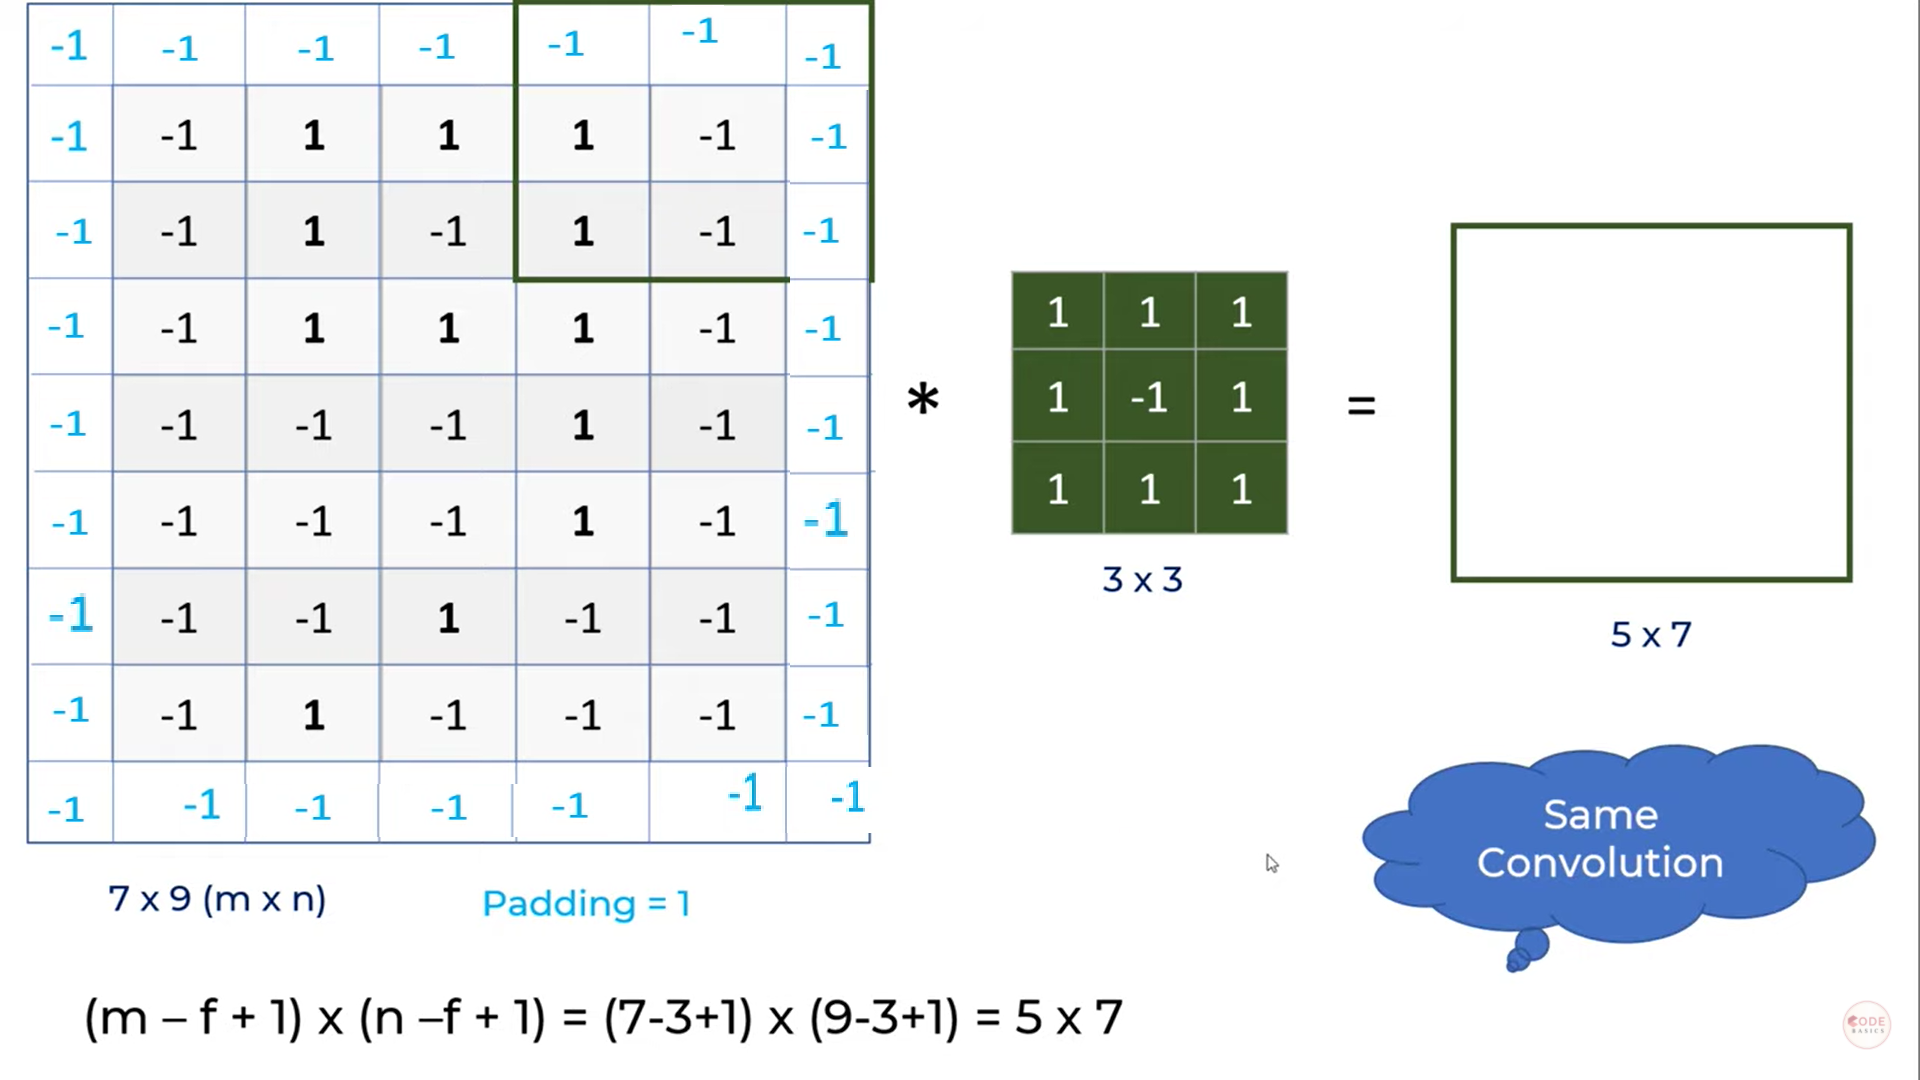 -1 -1 -1 -1 -1 -1 -1
-1 -1 1 1 1 -1 -1
-1 -1 1 -1 1 -1 -1
-1 -1 1 1 1 -1 -1
-1 -1 -1 -1 1 -1 -1
-1 -1 -1 -1 1 -1 -1
-1 -1 -1 1 -1 -1 -1
-1 -1 1 -1 -1 -1 -1
-1 -1 -1 -1 -1 -1 -1
*
1 1 1
1 -1 1
1 1 1
3 x 3
=
5 x 7
Same
Convolution
7 x 9 (m x n)
Padding = 1
(m – f + 1) x (n –f + 1) = (7-3+1) x (9-3+1) = 5 x 7
CODE
BASICS